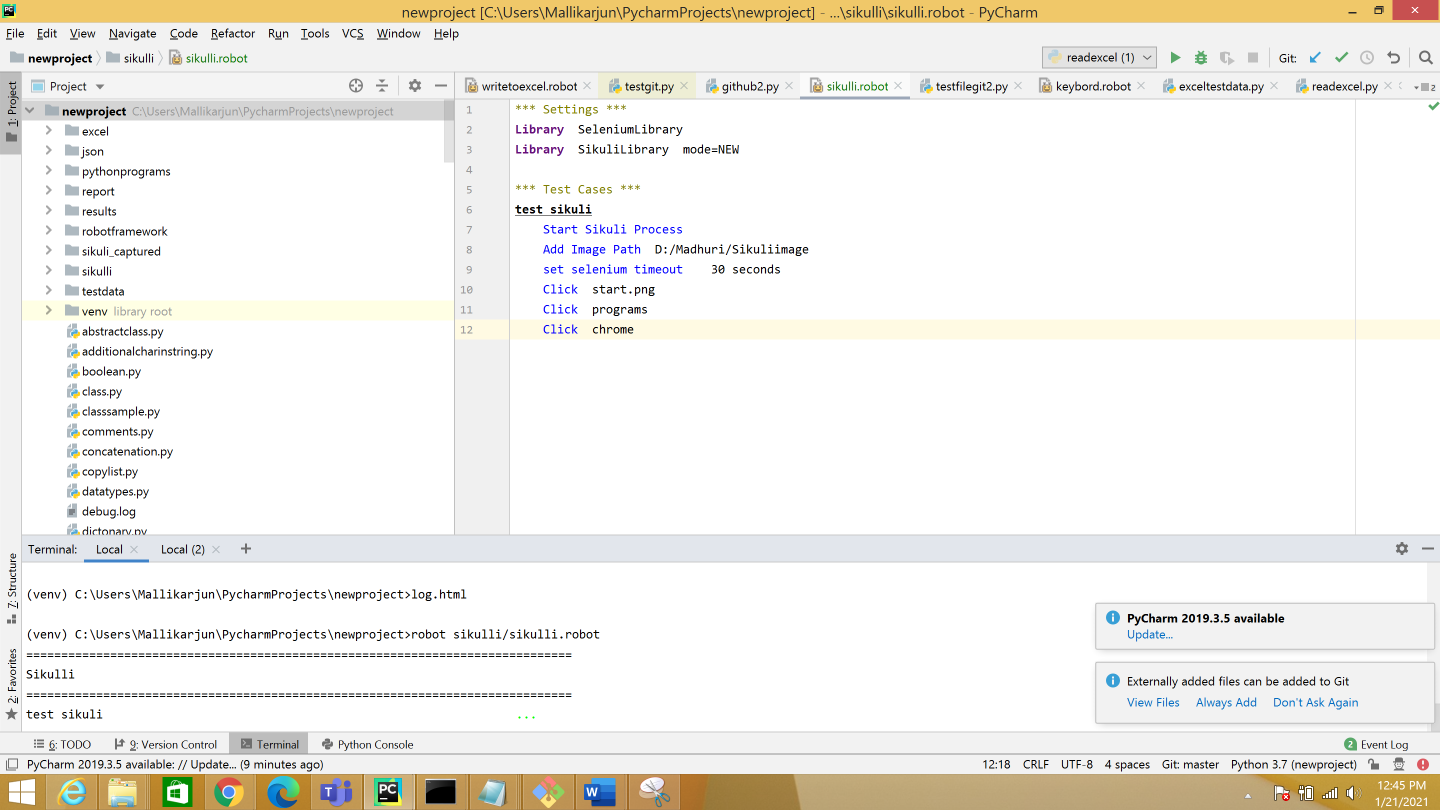 newproject [C:\Users\Mallikarjun\PycharmProjects\newproject] - ...\sikulli\sikulli.robot - PyCharm
File Edit View Navigate Code Refactor Run Tools VCS Window Help
newproject sikulli sikulli.robot readexcel (1) Git:
1: Project
Project
writetoexcel.robot testgit.py github2.py sikulli.robot testfilegit2.py keybord.robot exceltestdata.py readexcel.py 2
newproject C:\Users\Mallikarjun\PycharmProjects\newproject
excel
json
pythonprograms
report
results
robotframework
sikuli_captured
sikulli
testdata
venv library root
abstractclass.py
additionalcharinstring.py
boolean.py
class.py
classsample.py
comments.py
concatenation.py
copylist.py
datatypes.py
debug.log
dictonary.py
1 *** Settings ***
2 Library SeleniumLibrary
3 Library SikuliLibrary mode=NEW
4
5 *** Test Cases ***
6 test sikuli
7 Start Sikuli Process
8 Add Image Path D:/Madhuri/Sikuliimage
9 set selenium timeout 30 seconds
10 Click start.png
11 Click programs
12 Click chrome
Terminal: Local Local (2) +
7: Structure
2: Favorites
(venv) C:\Users\Mallikarjun\PycharmProjects\newproject>log.html
(venv) C:\Users\Mallikarjun\PycharmProjects\newproject>robot sikulli/sikulli.robot
==============================================================================
Sikulli
==============================================================================
test sikuli ...
PyCharm 2019.3.5 available
Update...
Externally added files can be added to Git
View Files Always Add Don't Ask Again
6: TODO 9: Version Control Terminal Python Console 2 Event Log
PyCharm 2019.3.5 available: // Update... (9 minutes ago) 12:18 CRLF UTF-8 4 spaces Git: master Python 3.7 (newproject)
12:45 PM
1/21/2021